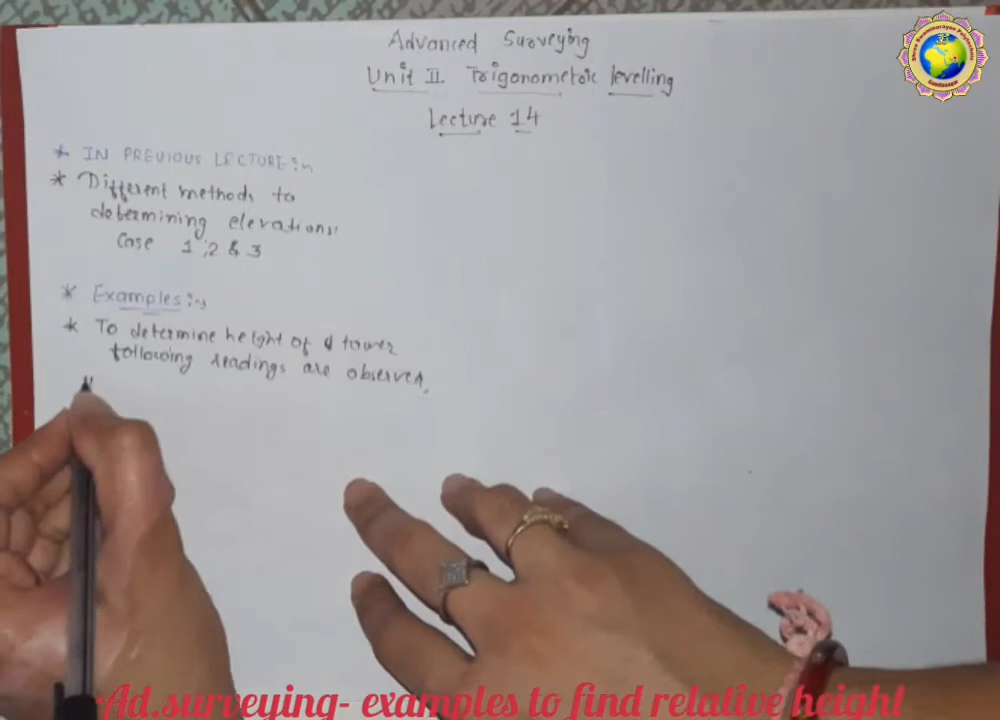 Advanced Surveying
Unit II Trigonometric levelling
Lecture 14
* IN PREVIOUS LECTURE:~
* Different methods to
determining elevations
Case 1,2 & 3
* Examples:~
* To determine height of a tower
following readings are observed,
Ad.surveying- examples to find relative height